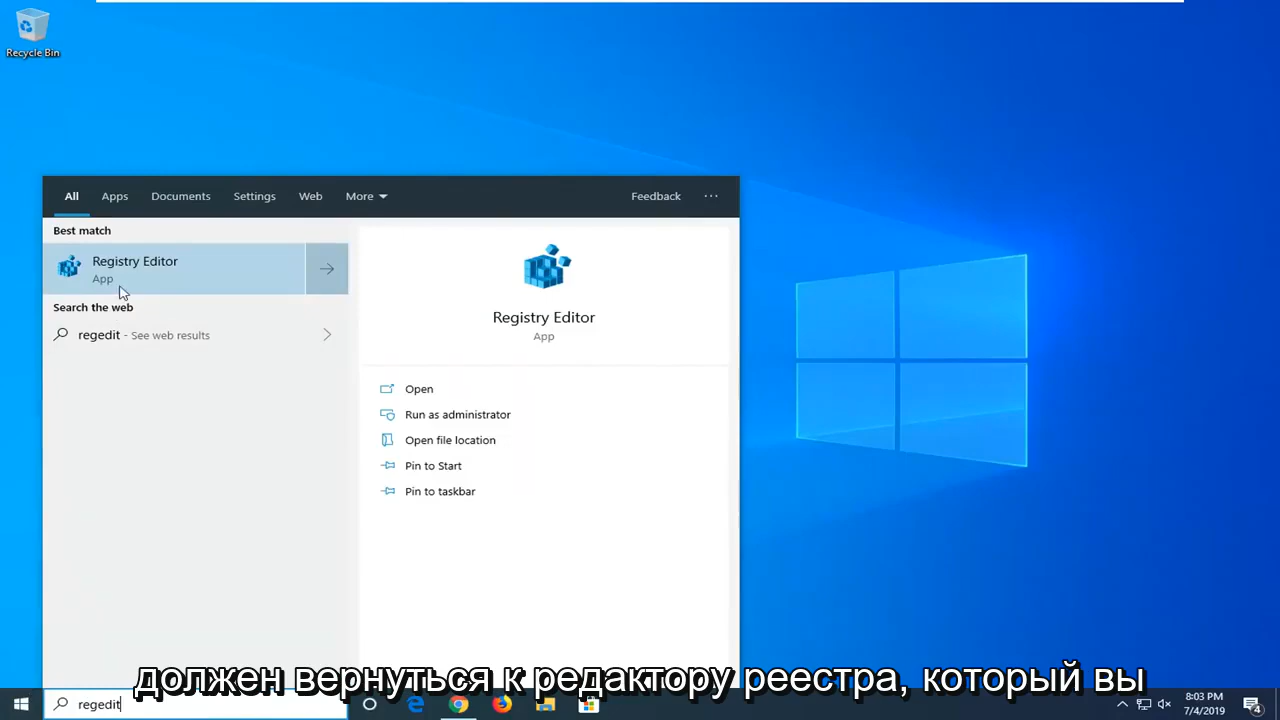 Recycle Bin
All Apps Documents Settings Web More Feedback ...
Best match
Registry Editor
App
Search the web
regedit - See web results
Registry Editor
App
Open
Run as administrator
Open file location
Pin to Start
Pin to taskbar
должен вернуться к редактору реестра, который вы
regedit
8:03 PM
7/4/2019
4